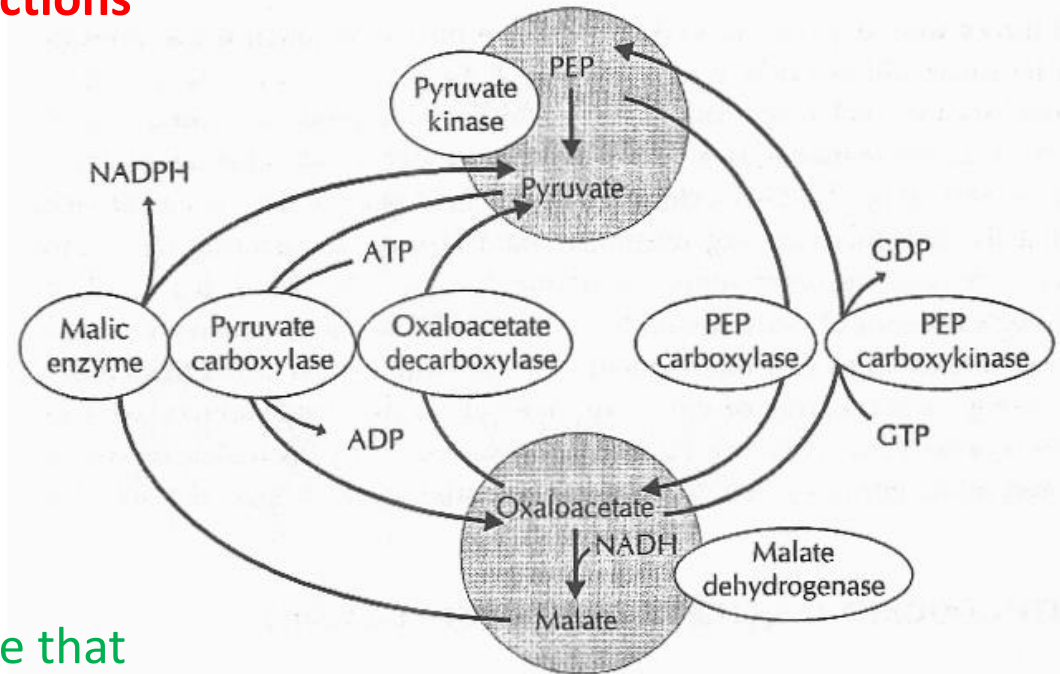 ctions
PEP
Pyruvate
kinase
Pyruvate
NADPH
ATP
GDP
Malic
enzyme
Pyruvate
carboxylase
Oxaloacetate
decarboxylase
PEP
carboxylase
PEP
carboxykinase
ADP
GTP
Oxaloacetate
NADH
Malate
dehydrogenase
Malate
e that